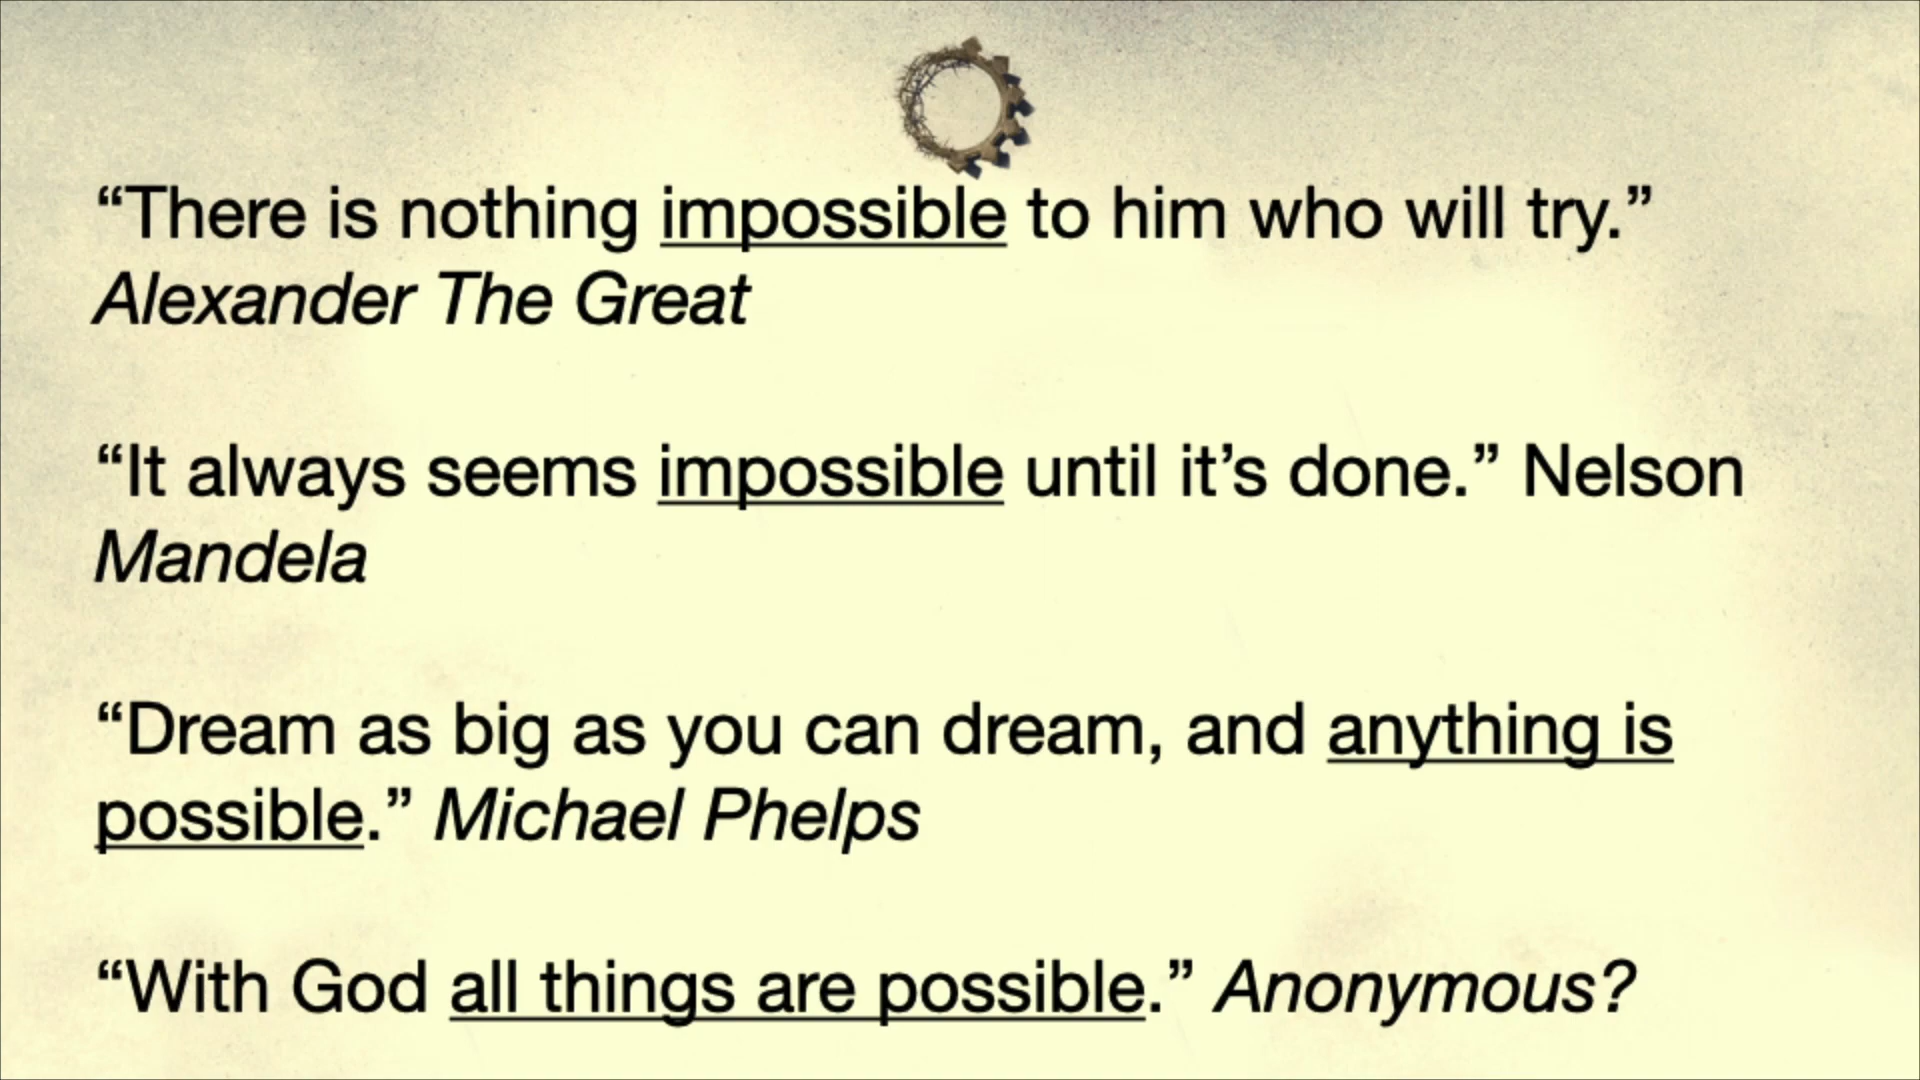 “There is nothing impossible to him who will try.”
Alexander The Great
“It always seems impossible until it’s done.” Nelson
Mandela
“Dream as big as you can dream, and anything is
possible.” Michael Phelps
“With God all things are possible.” Anonymous?